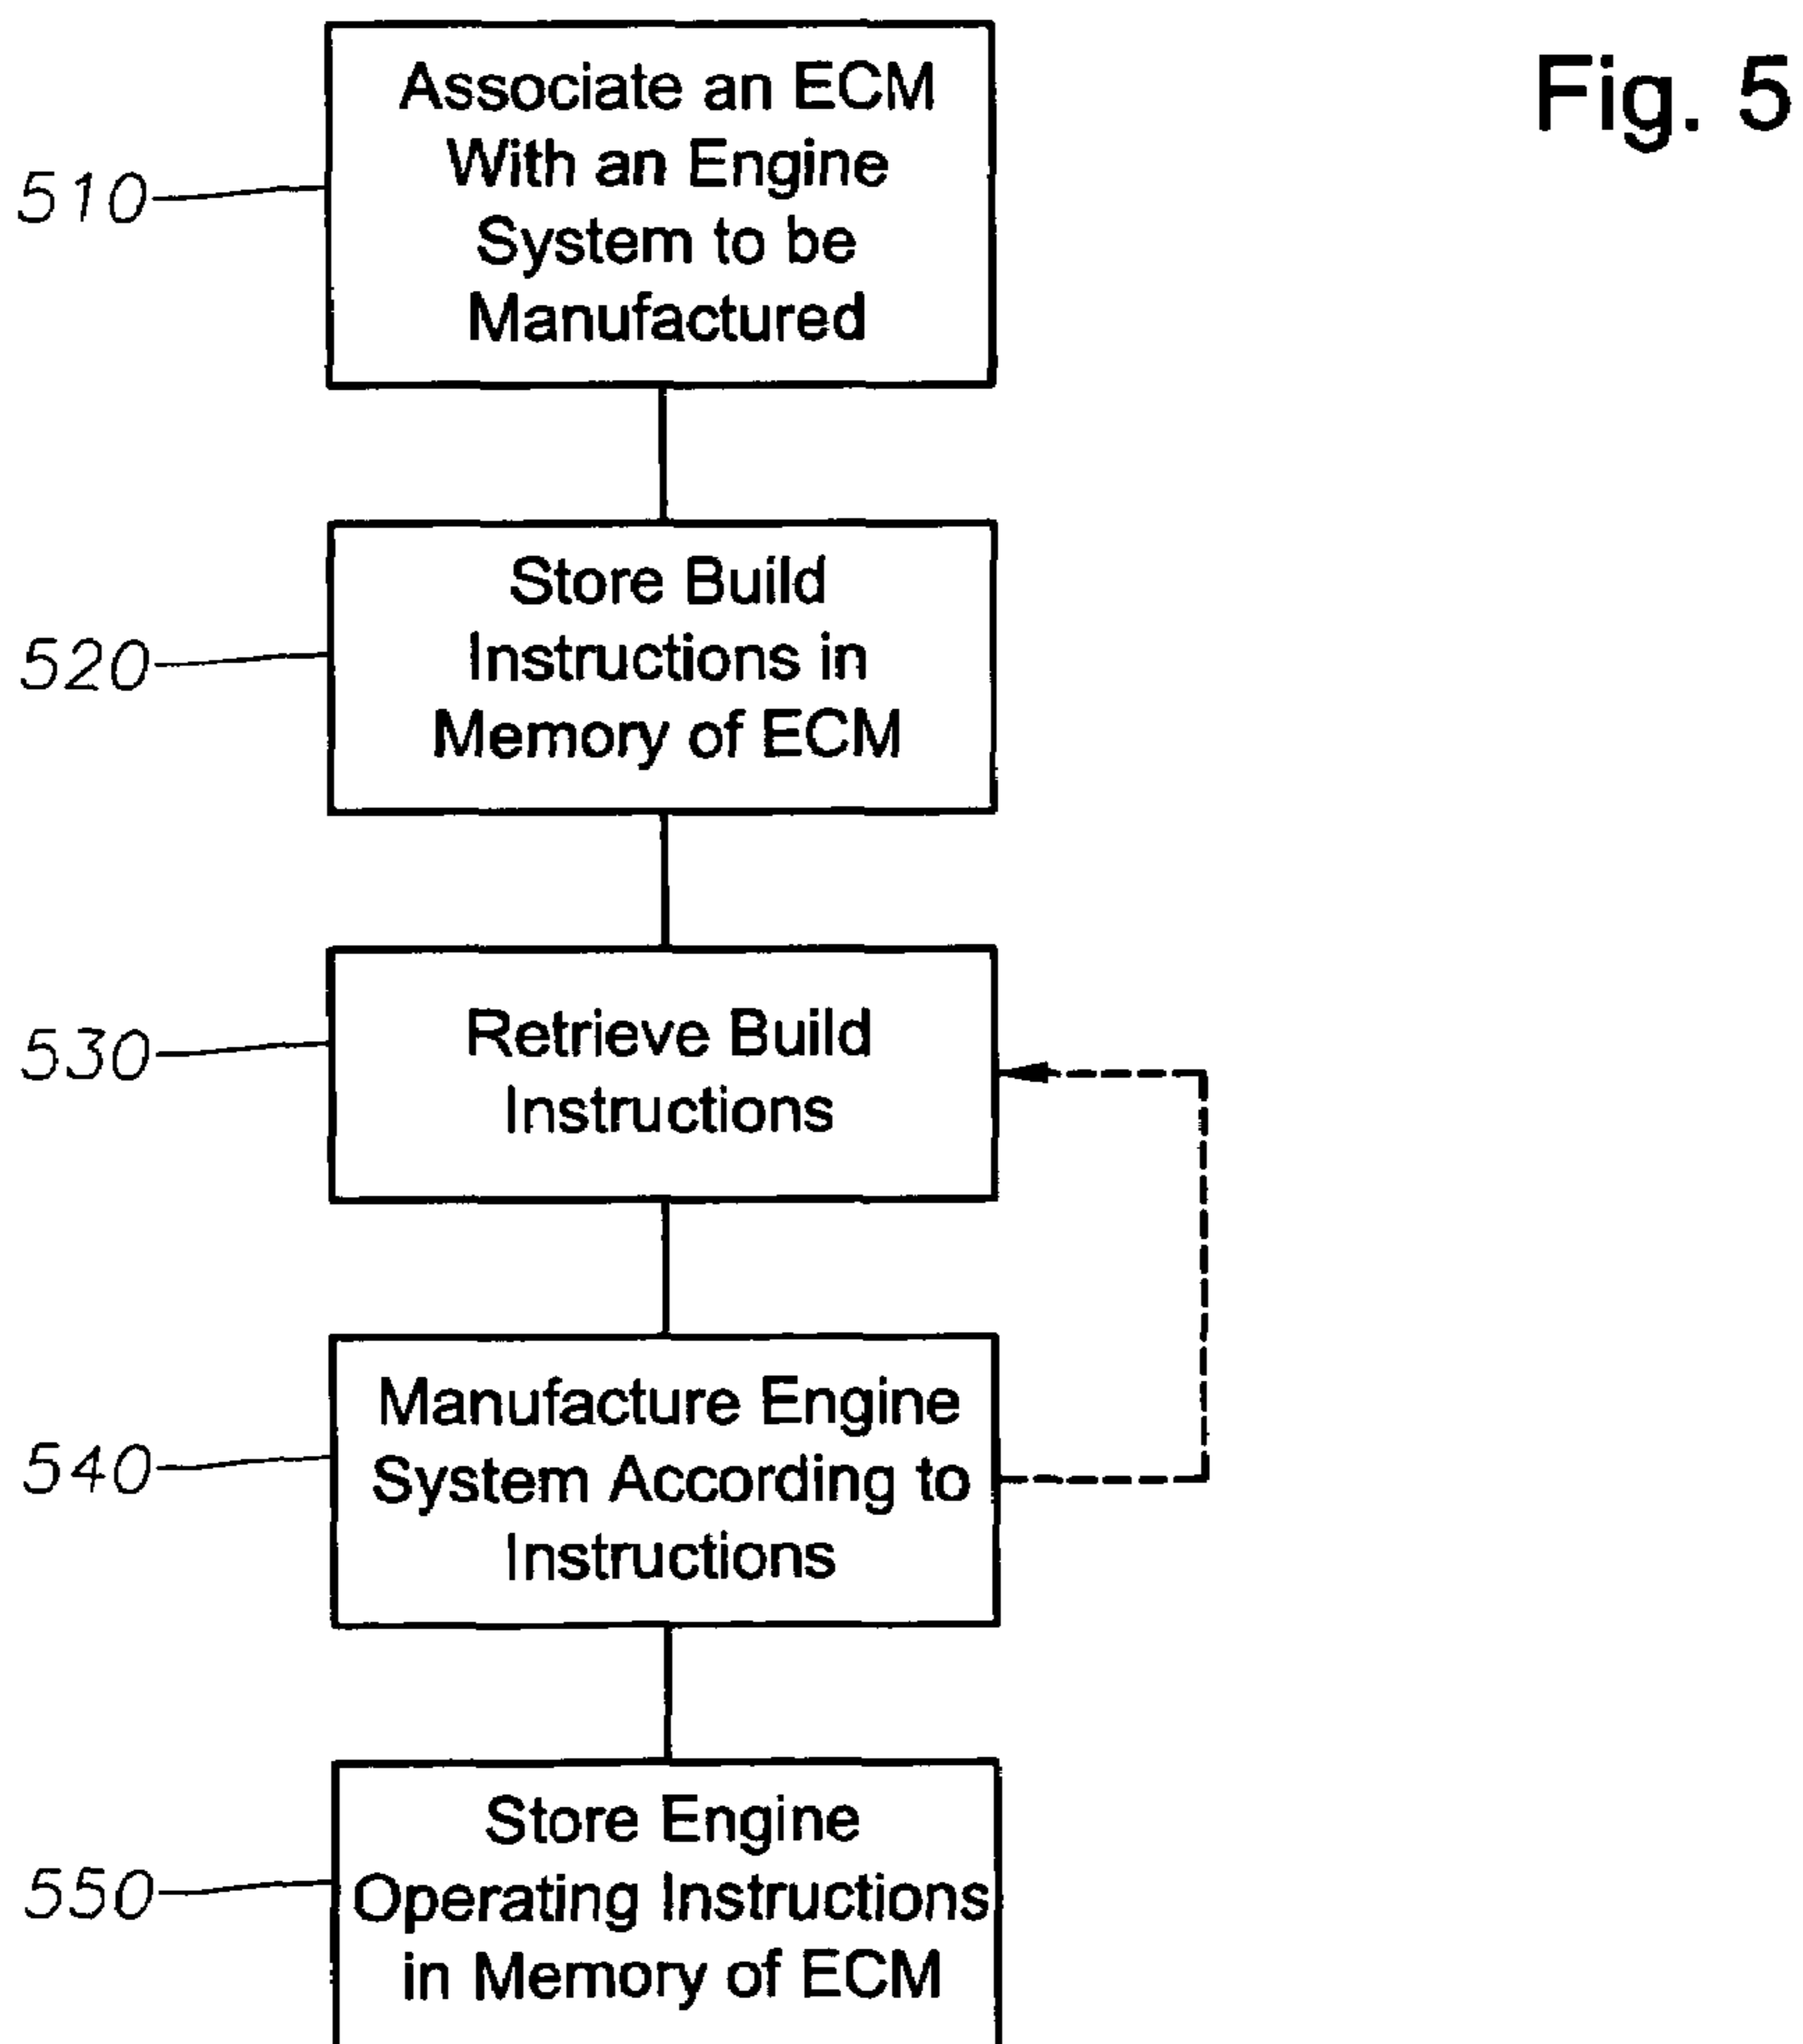 Fig. 5
510
Associate an ECM
With an Engine
System to be
Manufactured
520
Store Build
Instructions in
Memory of ECM
530
Retrieve Build
Instructions
540
Manufacture Engine
System According to
Instructions
550
Store Engine
Operating Instructions
in Memory of ECM